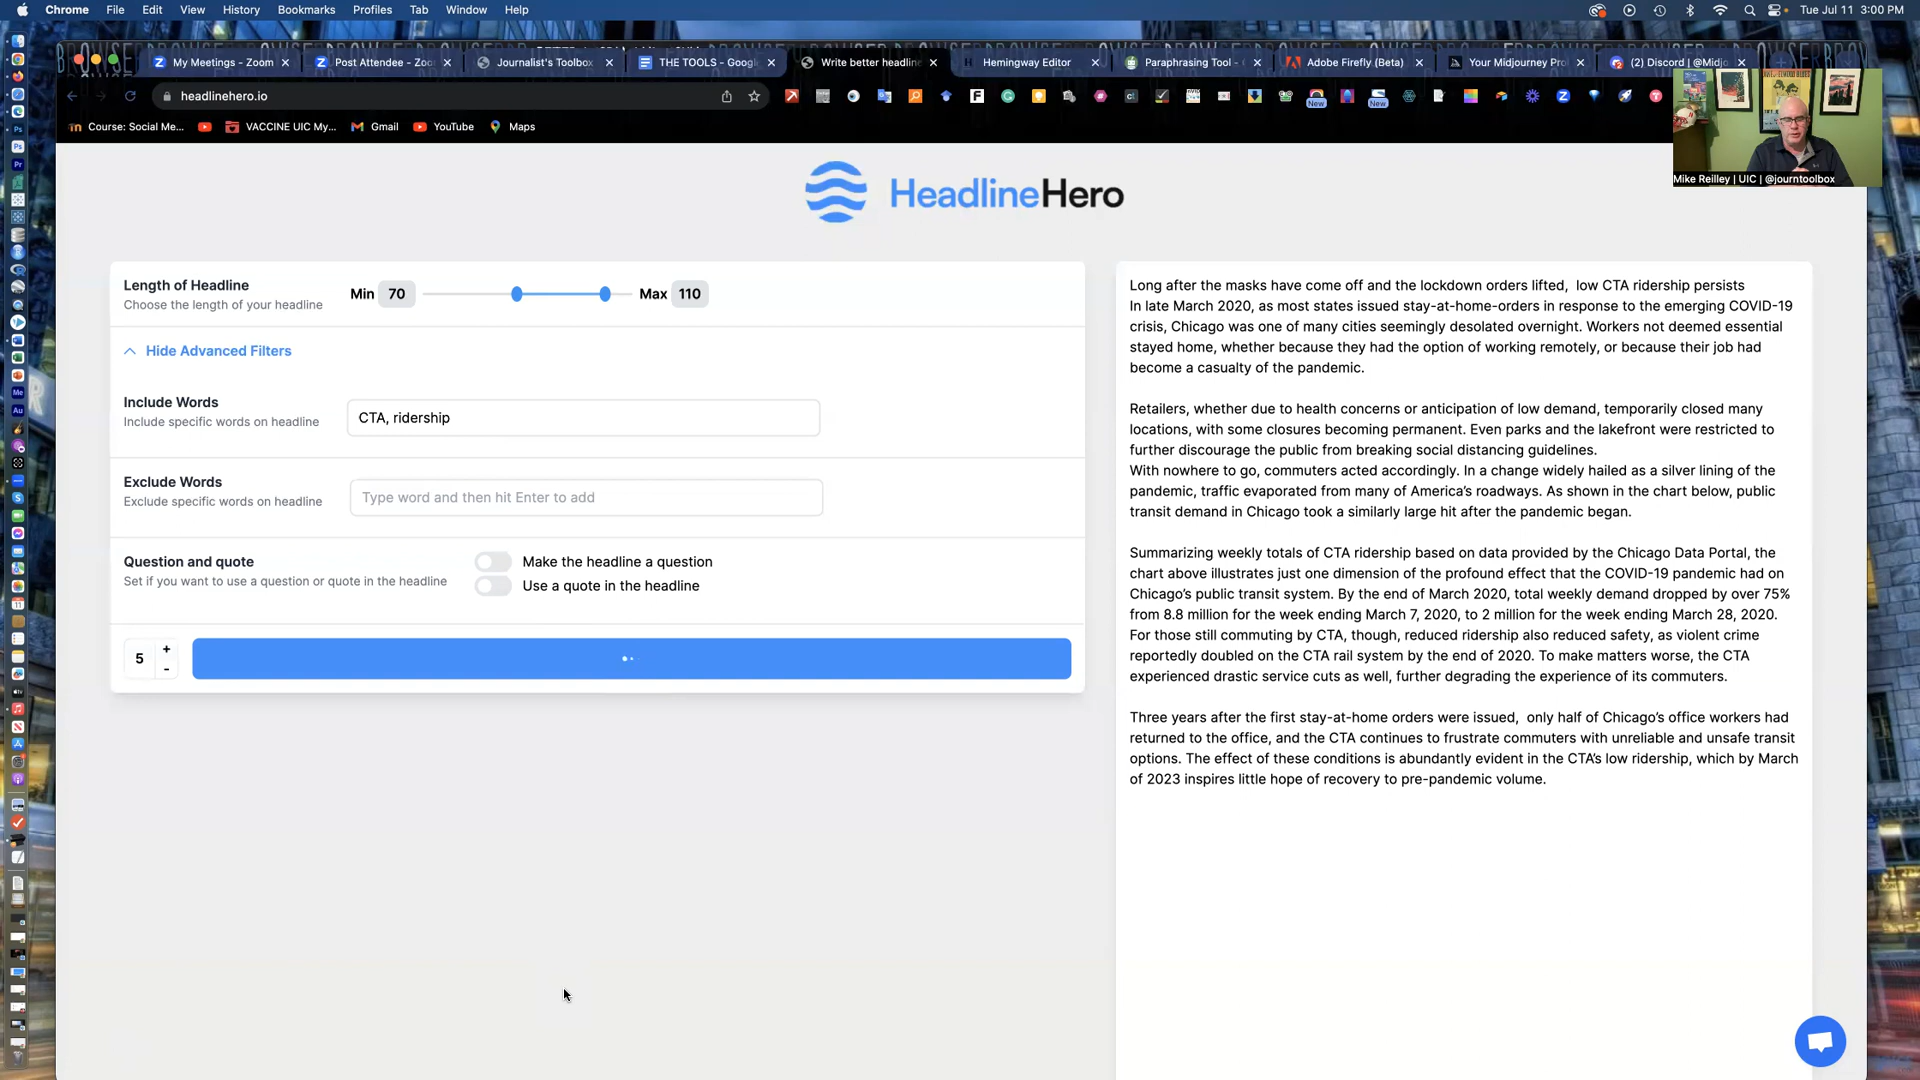 Chrome File Edit View History Bookmarks Profiles Tab Window Help
Tue Jul 11 3:00 PM
My Meetings - Zoom
Post Attendee - Zoo
Journalist's Toolbox
THE TOOLS - Googl
Write better headlin
Hemingway Editor
Paraphrasing Tool -
Adobe Firefly (Beta)
Your Midjourney Pro
(2) Discord | @Midj
headlinehero.io
New
New
Course: Social Me...
VACCINE UIC My...
Gmail
YouTube
Maps
Mike Reilley | UIC | @journtoolbox
HeadlineHero
Length of Headline
Choose the length of your headline
Min 70
Max 110
Hide Advanced Filters
Include Words
Include specific words on headline
CTA, ridership
Exclude Words
Exclude specific words on headline
Type word and then hit Enter to add
Question and quote
Set if you want to use a question or quote in the headline
Make the headline a question
Use a quote in the headline
5
+
-
Long after the masks have come off and the lockdown orders lifted, low CTA ridership persists
In late March 2020, as most states issued stay-at-home-orders in response to the emerging COVID-19
crisis, Chicago was one of many cities seemingly desolated overnight. Workers not deemed essential
stayed home, whether because they had the option of working remotely, or because their job had
become a casualty of the pandemic.
Retailers, whether due to health concerns or anticipation of low demand, temporarily closed many
locations, with some closures becoming permanent. Even parks and the lakefront were restricted to
further discourage the public from breaking social distancing guidelines.
With nowhere to go, commuters acted accordingly. In a change widely hailed as a silver lining of the
pandemic, traffic evaporated from many of America's roadways. As shown in the chart below, public
transit demand in Chicago took a similarly large hit after the pandemic began.
Summarizing weekly totals of CTA ridership based on data provided by the Chicago Data Portal, the
chart above illustrates just one dimension of the profound effect that the COVID-19 pandemic had on
Chicago's public transit system. By the end of March 2020, total weekly demand dropped by over 75%
from 8.8 million for the week ending March 7, 2020, to 2 million for the week ending March 28, 2020.
For those still commuting by CTA, though, reduced ridership also reduced safety, as violent crime
reportedly doubled on the CTA rail system by the end of 2020. To make matters worse, the CTA
experienced drastic service cuts as well, further degrading the experience of its commuters.
Three years after the first stay-at-home orders were issued, only half of Chicago's office workers had
returned to the office, and the CTA continues to frustrate commuters with unreliable and unsafe transit
options. The effect of these conditions is abundantly evident in the CTA's low ridership, which by March
of 2023 inspires little hope of recovery to pre-pandemic volume.